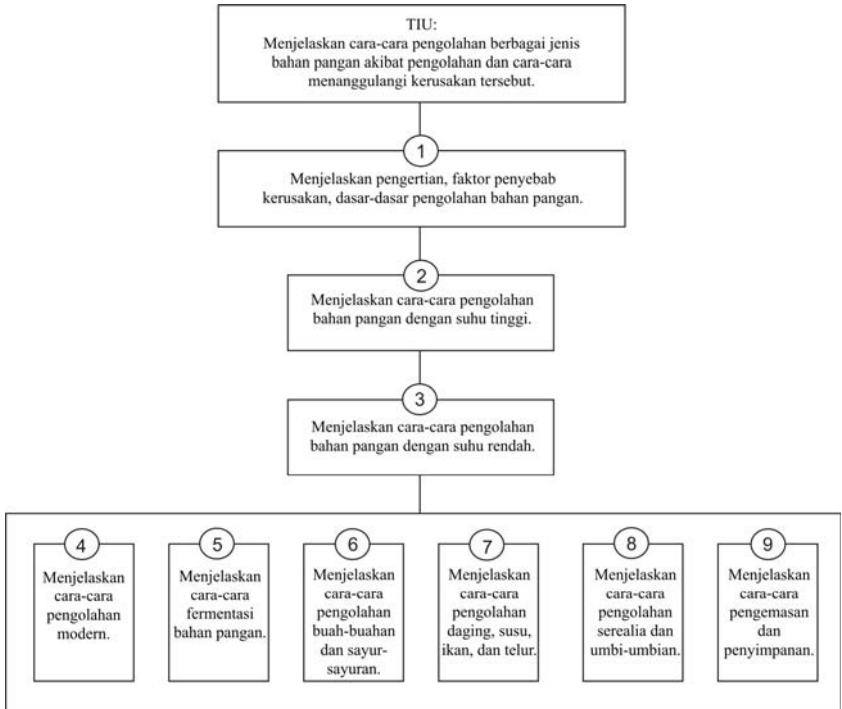 TIU:
Menjelaskan cara-cara pengolahan berbagai jenis
bahan pangan akibat pengolahan dan cara-cara
menanggulangi kerusakan tersebut.
1
Menjelaskan pengertian, faktor penyebab
kerusakan, dasar-dasar pengolahan bahan pangan.
2
Menjelaskan cara-cara pengolahan
bahan pangan dengan suhu tinggi.
3
Menjelaskan cara-cara pengolahan
bahan pangan dengan suhu rendah.
4
Menjelaskan
cara-cara
pengolahan
modern.
5
Menjelaskan
cara-cara
fermentasi
bahan pangan.
6
Menjelaskan
cara-cara
pengolahan
buah-buahan
dan sayur-
sayuran.
7
Menjelaskan
cara-cara
pengolahan
daging, susu,
ikan, dan telur.
8
Menjelaskan
cara-cara
pengolahan
serealia dan
umbi-umbian.
9
Menjelaskan
cara-cara
pengemasan
dan
penyimpanan.